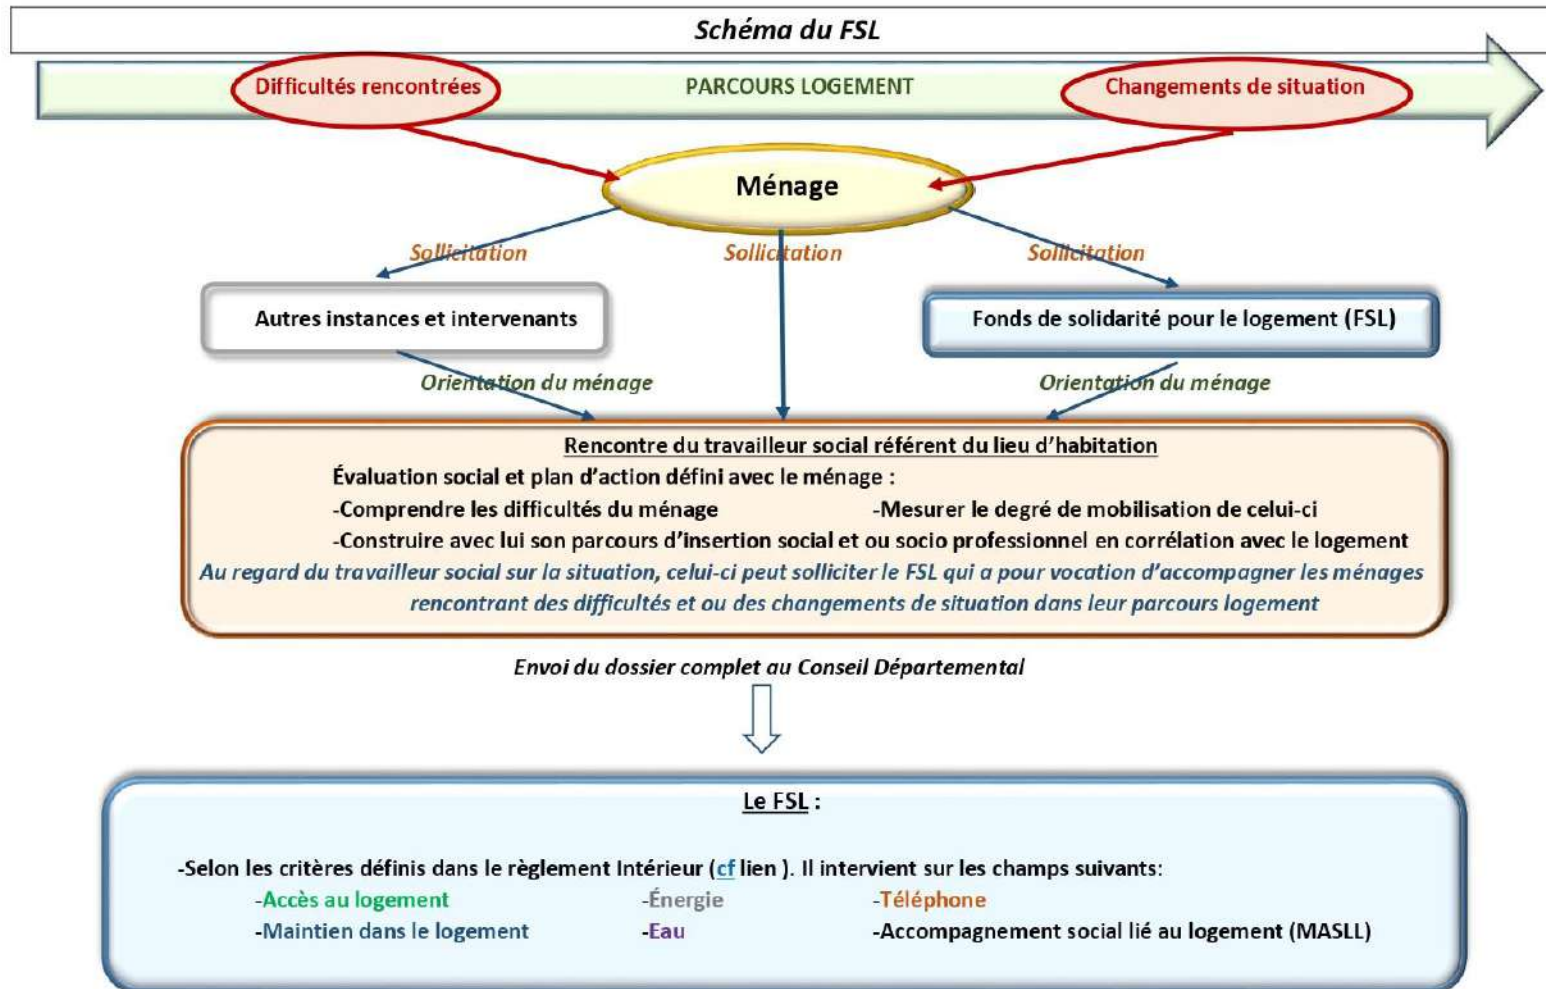 Schéma du FSL
Difficultés rencontrées
PARCOURS LOGEMENT
Changements de situation
Ménage
Sollicitation
Sollicitation
Sollicitation
Autres instances et intervenants
Fonds de solidarité pour le logement (FSL)
Orientation du ménage
Orientation du ménage
Rencontre du travailleur social référent du lieu d'habitation
Évaluation social et plan d'action défini avec le ménage :
-Comprendre les difficultés du ménage
-Mesurer le degré de mobilisation de celui-ci
-Construire avec lui son parcours d'insertion social et ou socio professionnel en corrélation avec le logement
Au regard du travailleur social sur la situation, celui-ci peut solliciter le FSL qui a pour vocation d'accompagner les ménages
rencontrant des difficultés et ou des changements de situation dans leur parcours logement
Envoi du dossier complet au Conseil Départemental
Le FSL :
-Selon les critères définis dans le règlement Intérieur (cf lien ). Il intervient sur les champs suivants:
-Accès au logement
-Énergie
-Téléphone
-Maintien dans le logement
-Eau
-Accompagnement social lié au logement (MASLL)